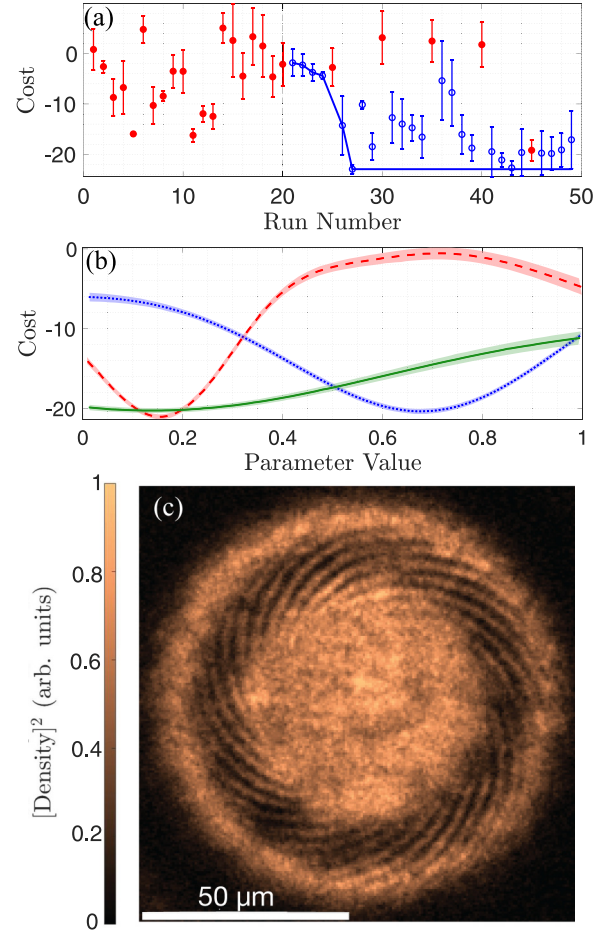 (a)
0
-10
-20
Cost
0 10 20 30 40 50
Run Number
(b)
0
-10
-20
Cost
0 0.2 0.4 0.6 0.8 1
Parameter Value
(c)
1
0.8
0.6
0.4
0.2
0
[Density]² (arb. units)
50 μm